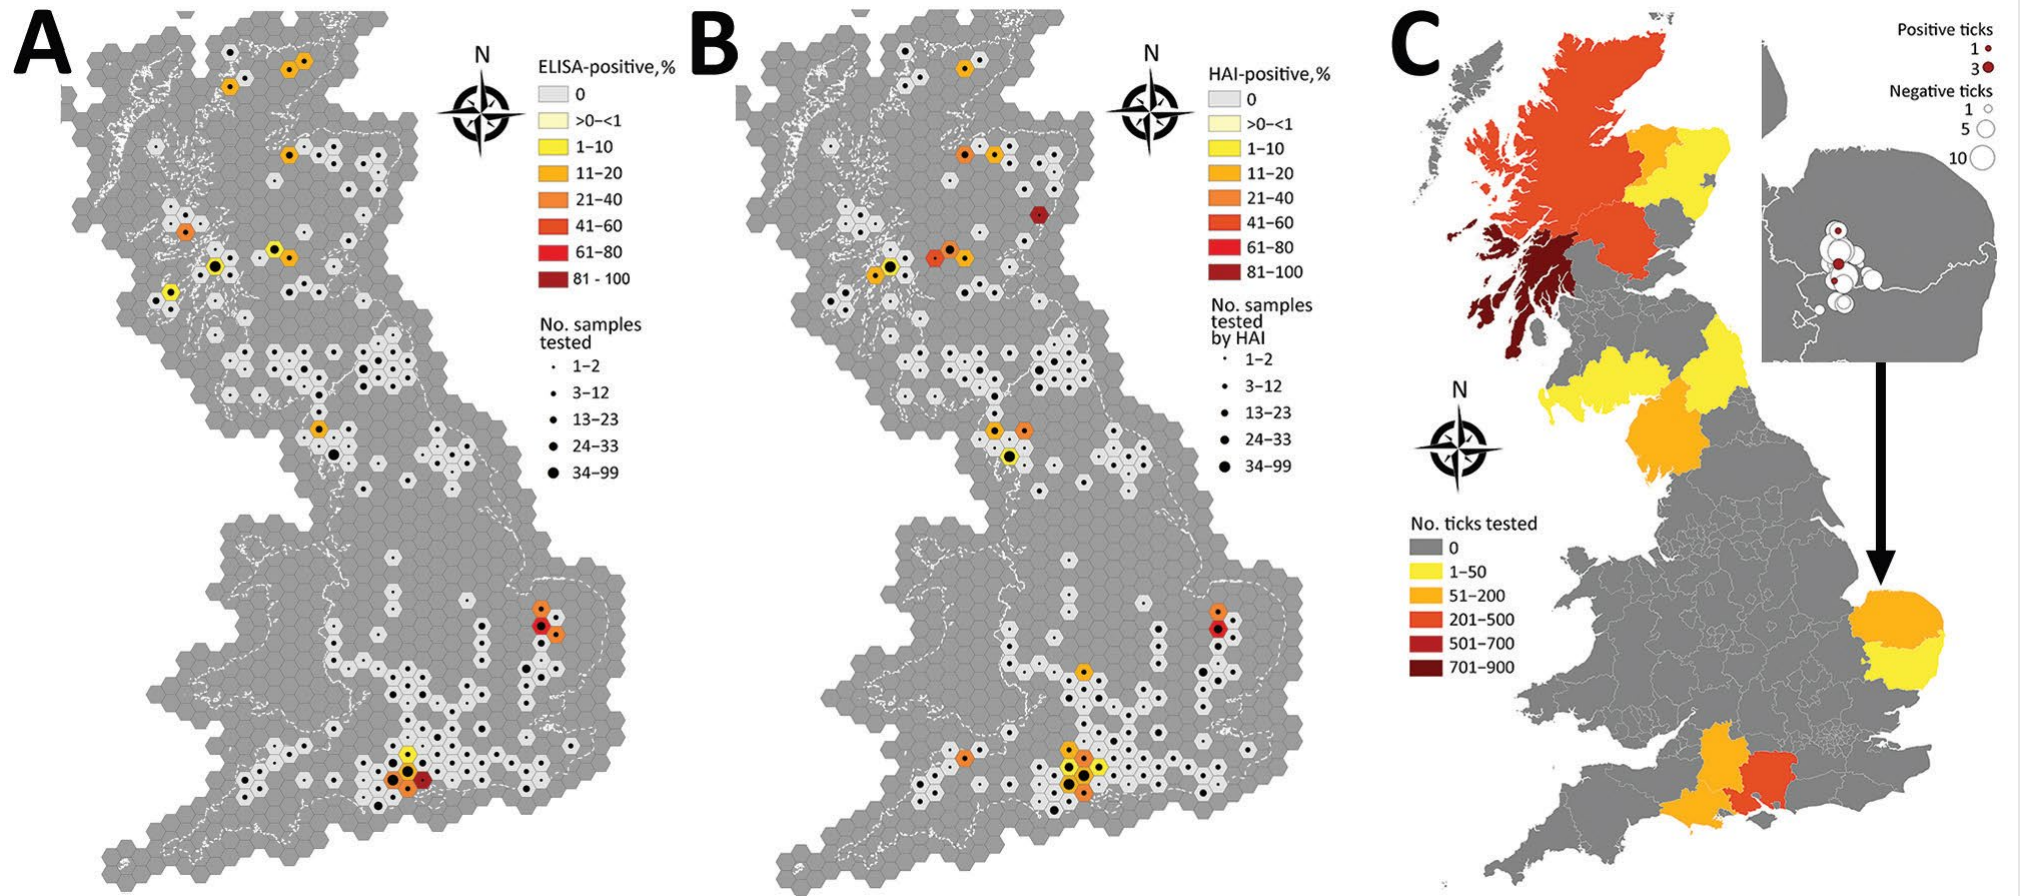 A
N
ELISA-positive,%
0
>0–<1
1–10
11–20
21–40
41–60
61–80
81 - 100
No. samples
tested
1–2
3–12
13–23
24–33
34–99
B
N
HAI-positive,%
0
>0–<1
1–10
11–20
21–40
41–60
61–80
81–100
No. samples
tested
by HAI
1–2
3–12
13–23
24–33
34–99
C
Positive ticks
1
3
Negative ticks
1
5
10
N
No. ticks tested
0
1–50
51–200
201–500
501–700
701–900